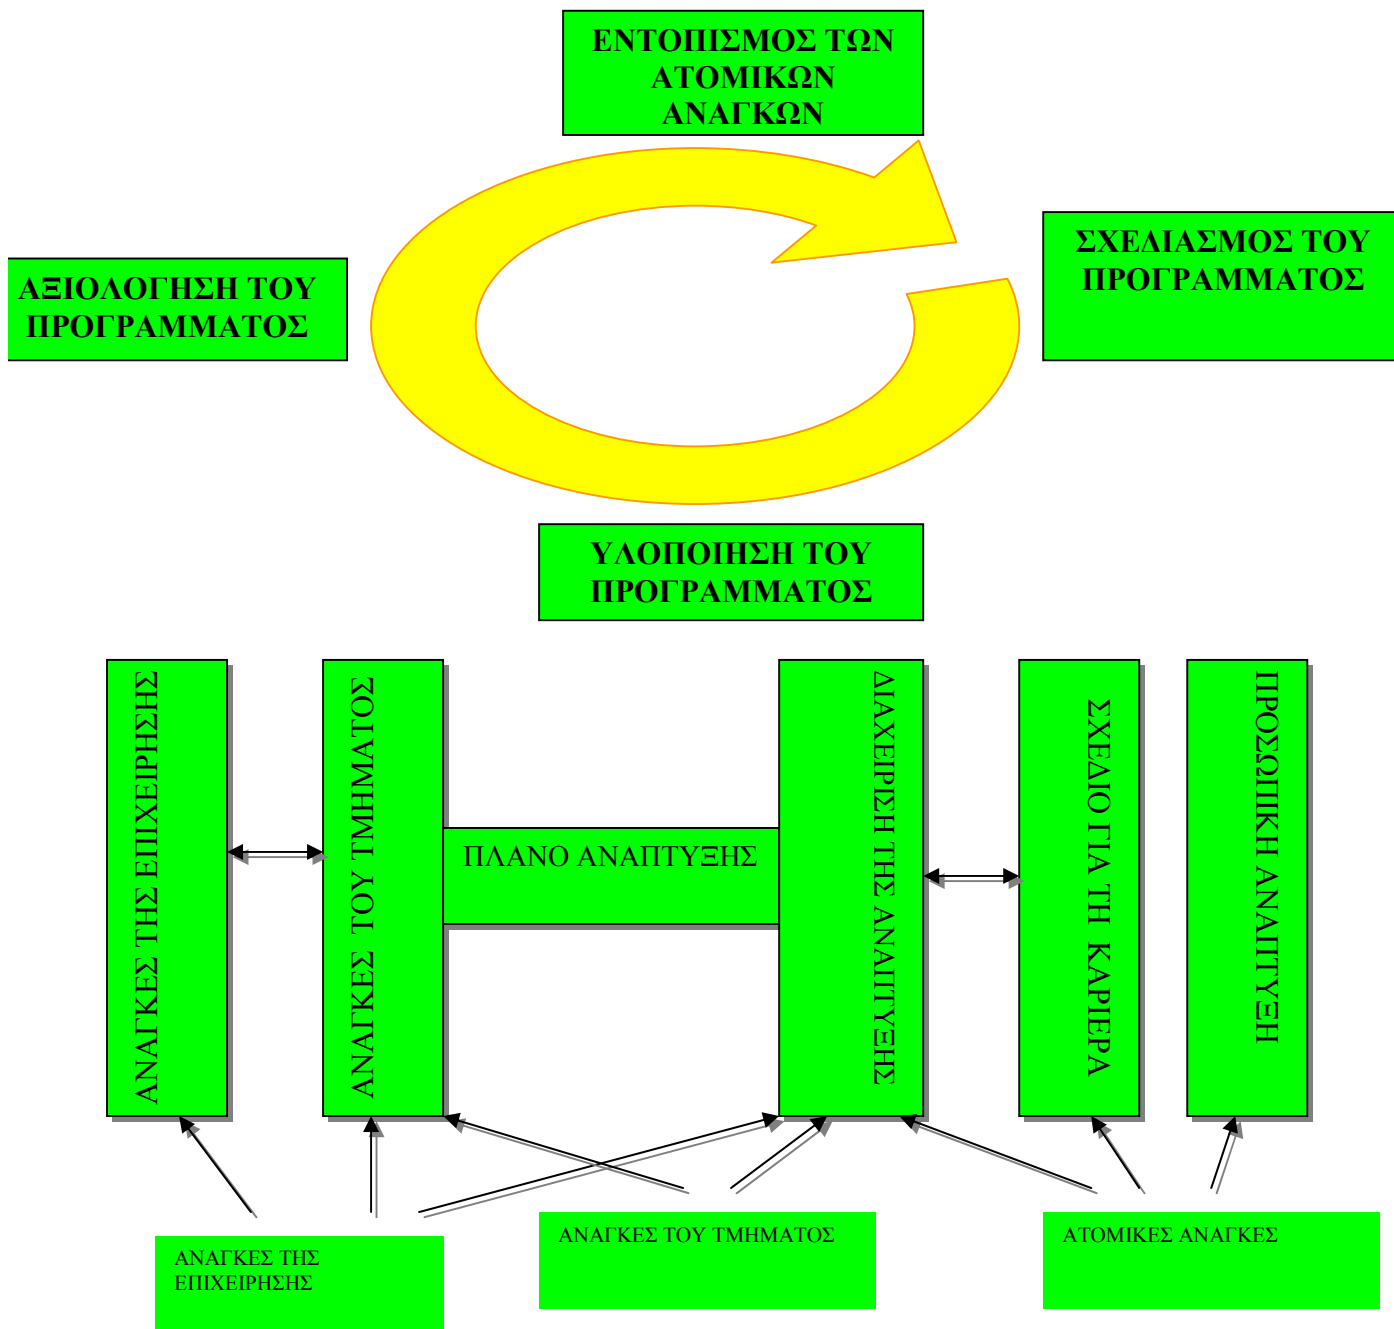 ΕΝΤΟΠΙΣΜΟΣ ΤΩΝ
ΑΤΟΜΙΚΩΝ
ΑΝΑΓΚΩΝ
ΣΧΕΔΙΑΣΜΟΣ ΤΟΥ
ΠΡΟΓΡΑΜΜΑΤΟΣ
ΑΞΙΟΛΟΓΗΣΗ ΤΟΥ
ΠΡΟΓΡΑΜΜΑΤΟΣ
ΥΛΟΠΟΙΗΣΗ ΤΟΥ
ΠΡΟΓΡΑΜΜΑΤΟΣ
ΑΝΑΓΚΕΣ ΤΗΣ ΕΠΙΧΕΙΡΗΣΗΣ
ΑΝΑΓΚΕΣ ΤΟΥ ΤΜΗΜΑΤΟΣ
ΠΛΑΝΟ ΑΝΑΠΤΥΞΗΣ
ΔΙΑΧΕΙΡΙΣΗ ΤΗΣ ΑΝΑΠΤΥΞΗΣ
ΣΧΕΔΙΟ ΓΙΑ ΤΗ ΚΑΡΙΕΡΑ
ΠΡΟΣΩΠΙΚΗ ΑΝΑΠΤΥΞΗ
ΑΝΑΓΚΕΣ ΤΗΣ
ΕΠΙΧΕΙΡΗΣΗΣ
ΑΝΑΓΚΕΣ ΤΟΥ ΤΜΗΜΑΤΟΣ
ΑΤΟΜΙΚΕΣ ΑΝΑΓΚΕΣ